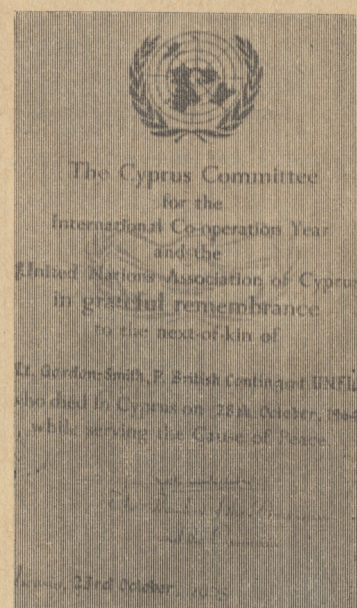 The Cyprus Committee
for the
International Co-operation Year
and the
United Nations Association of Cyprus
in grateful remembrance
to the next-of-kin of
Lt. Gordon-Smith, P. British Contingent
who died in Cyprus on 28th October,
while serving the Cause of Peace.
23rd October,